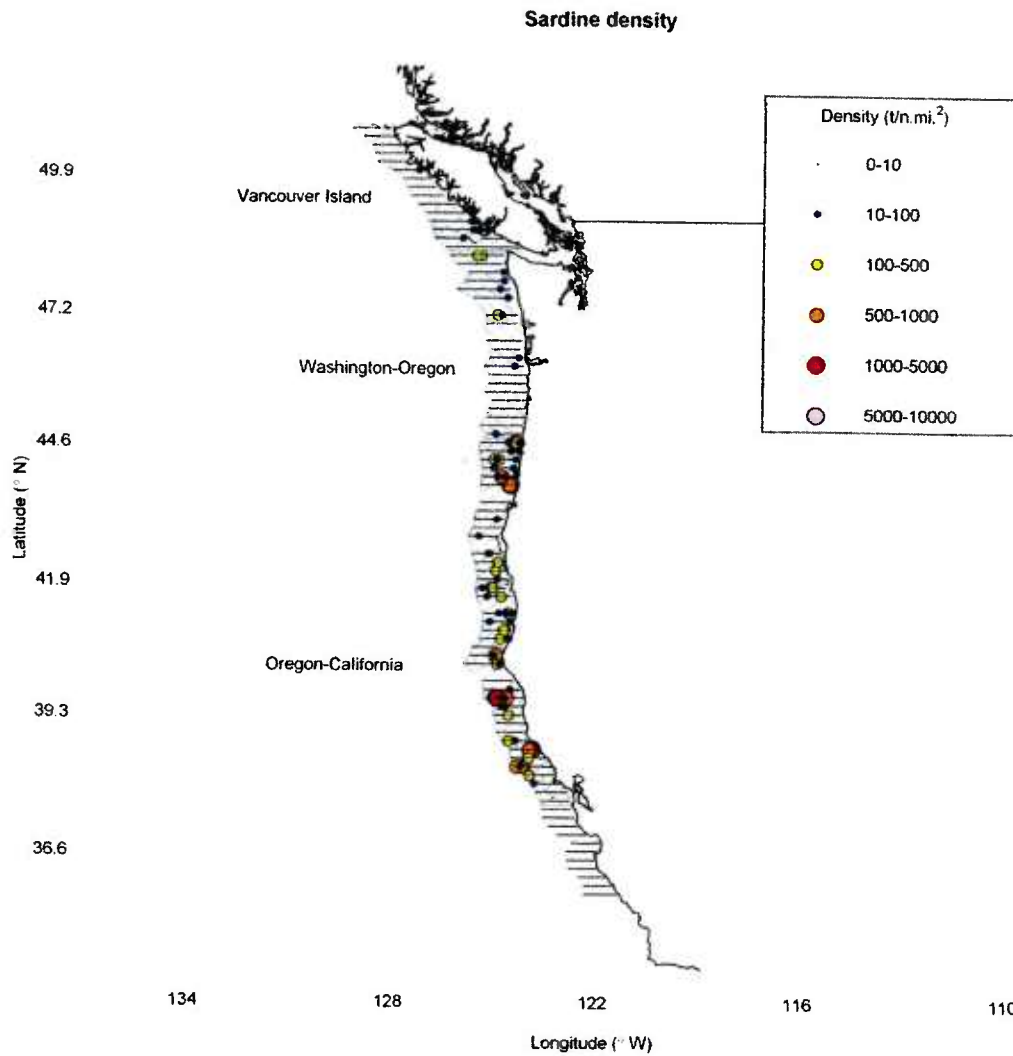 Sardine density
Density (t/n.mi.²)
0-10
10-100
100-500
500-1000
1000-5000
5000-10000
49.9
Vancouver Island
47.2
Washington-Oregon
44.6
Latitude (° N)
41.9
Oregon-California
39.3
36.6
134
128
122
116
110
Longitude (° W)